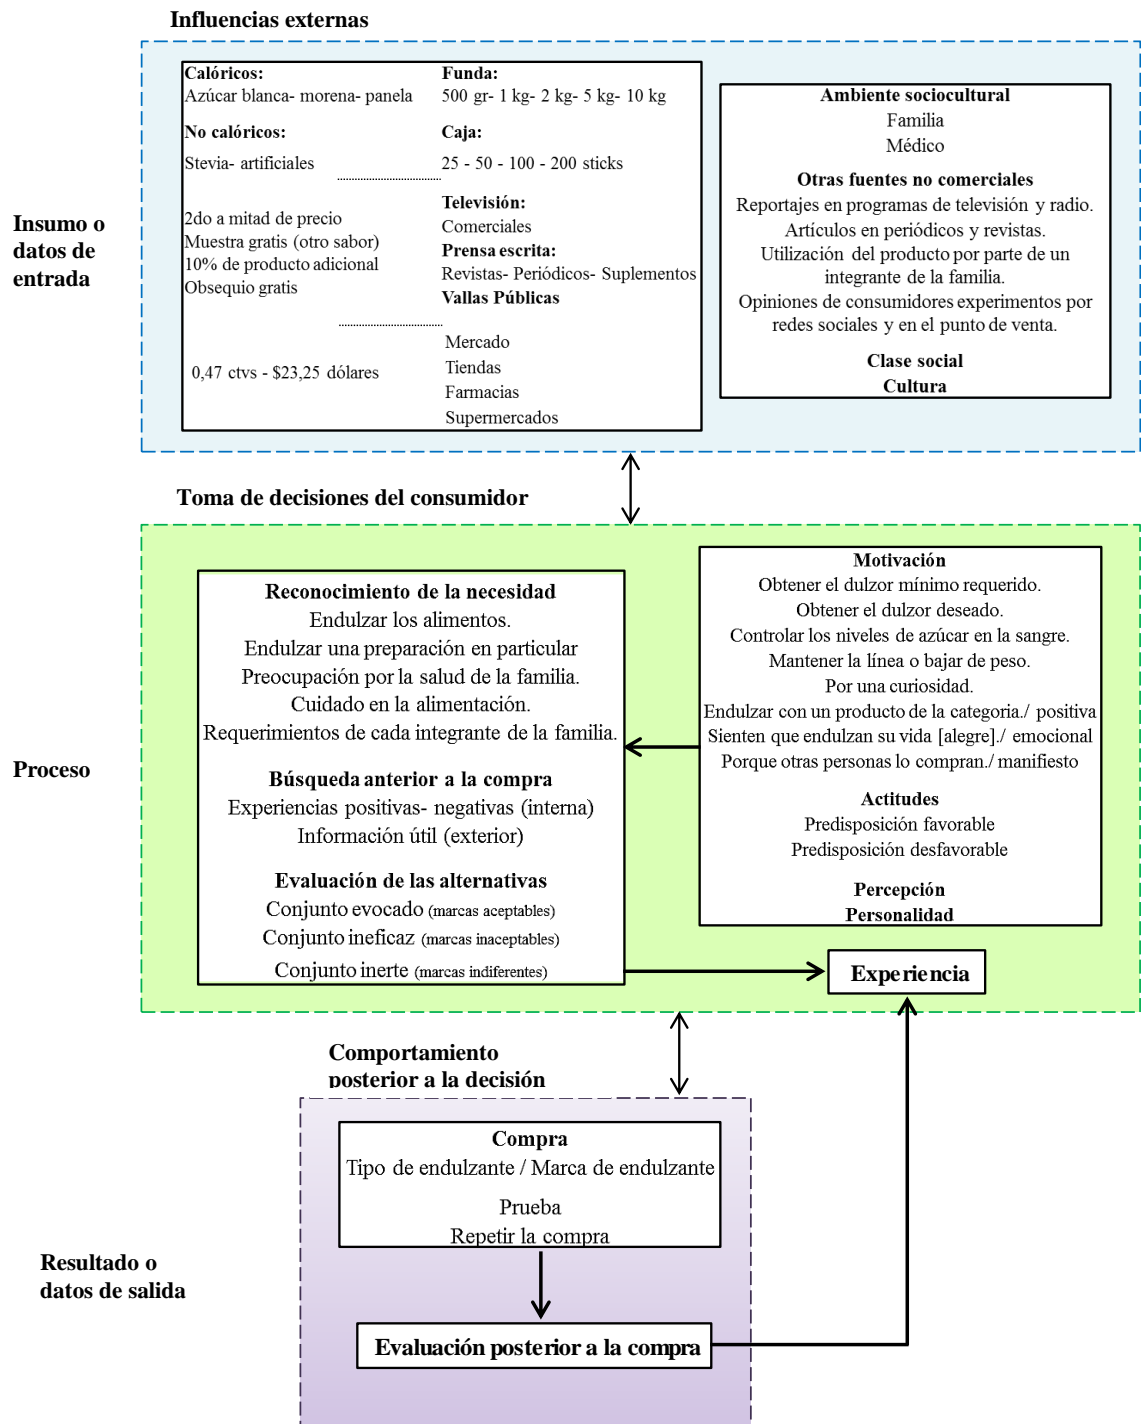 Influencias externas
Insumo o
datos de
entrada
Calóricos:
Azúcar blanca- morena- panela
No calóricos:
Stevia- artificiales
2do a mitad de precio
Muestra gratis (otro sabor)
10% de producto adicional
Obsequio gratis
0,47 ctvs - $23,25 dólares
Funda:
500 gr- 1 kg- 2 kg- 5 kg- 10 kg
Caja:
25 - 50 - 100 - 200 sticks
Televisión:
Comerciales
Prensa escrita:
Revistas- Periódicos- Suplementos
Vallas Públicas
Mercado
Tiendas
Farmacias
Supermercados
Ambiente sociocultural
Familia
Médico
Otras fuentes no comerciales
Reportajes en programas de televisión y radio.
Artículos en periódicos y revistas.
Utilización del producto por parte de un
integrante de la familia.
Opiniones de consumidores experimentos por
redes sociales y en el punto de venta.
Clase social
Cultura
Toma de decisiones del consumidor
Proceso
Reconocimiento de la necesidad
Endulzar los alimentos.
Endulzar una preparación en particular
Preocupación por la salud de la familia.
Cuidado en la alimentación.
Requerimientos de cada integrante de la familia.
Búsqueda anterior a la compra
Experiencias positivas- negativas (interna)
Información útil (exterior)
Evaluación de las alternativas
Conjunto evocado (marcas aceptables)
Conjunto ineficaz (marcas inaceptables)
Conjunto inerte (marcas indiferentes)
Motivación
Obtener el dulzor mínimo requerido.
Obtener el dulzor deseado.
Controlar los niveles de azúcar en la sangre.
Mantener la línea o bajar de peso.
Por una curiosidad.
Endulzar con un producto de la categoria./ positiva
Sienten que endulzan su vida [alegre]./ emocional
Porque otras personas lo compran./ manifiesto
Actitudes
Predisposición favorable
Predisposición desfavorable
Percepción
Personalidad
Experiencia
Comportamiento
posterior a la decisión
Resultado o
datos de salida
Compra
Tipo de endulzante / Marca de endulzante
Prueba
Repetir la compra
Evaluación posterior a la compra